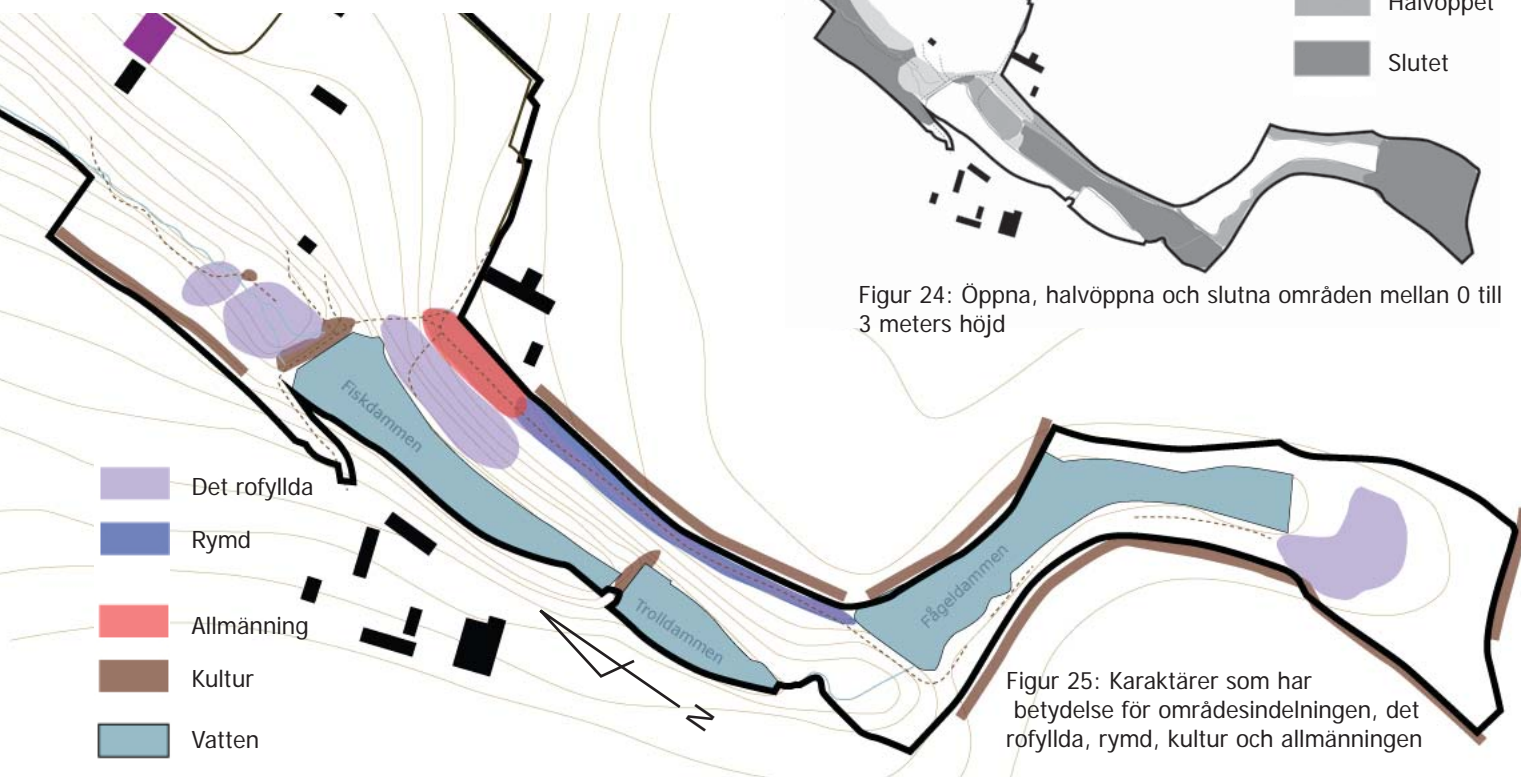 Halvöppet
Slutet
Figur 24: Öppna, halvöppna och slutna områden mellan 0 till
3 meters höjd
Fiskdammen
Trolldammen
Fågeldammen
N
Det rofyllda
Rymd
Allmänning
Kultur
Vatten
Figur 25: Karaktärer som har
betydelse för områdesindelningen, det
rofyllda, rymd, kultur och allmänningen